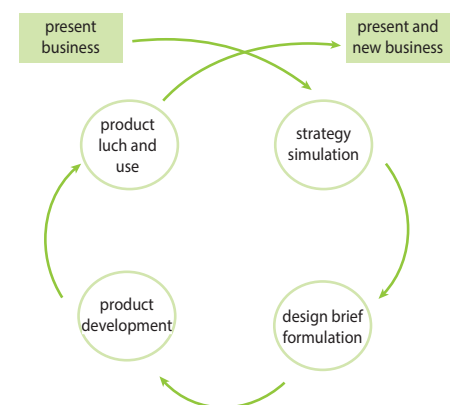 present
business
present and
new business
product
luch and
use
strategy
simulation
product
development
design brief
formulation